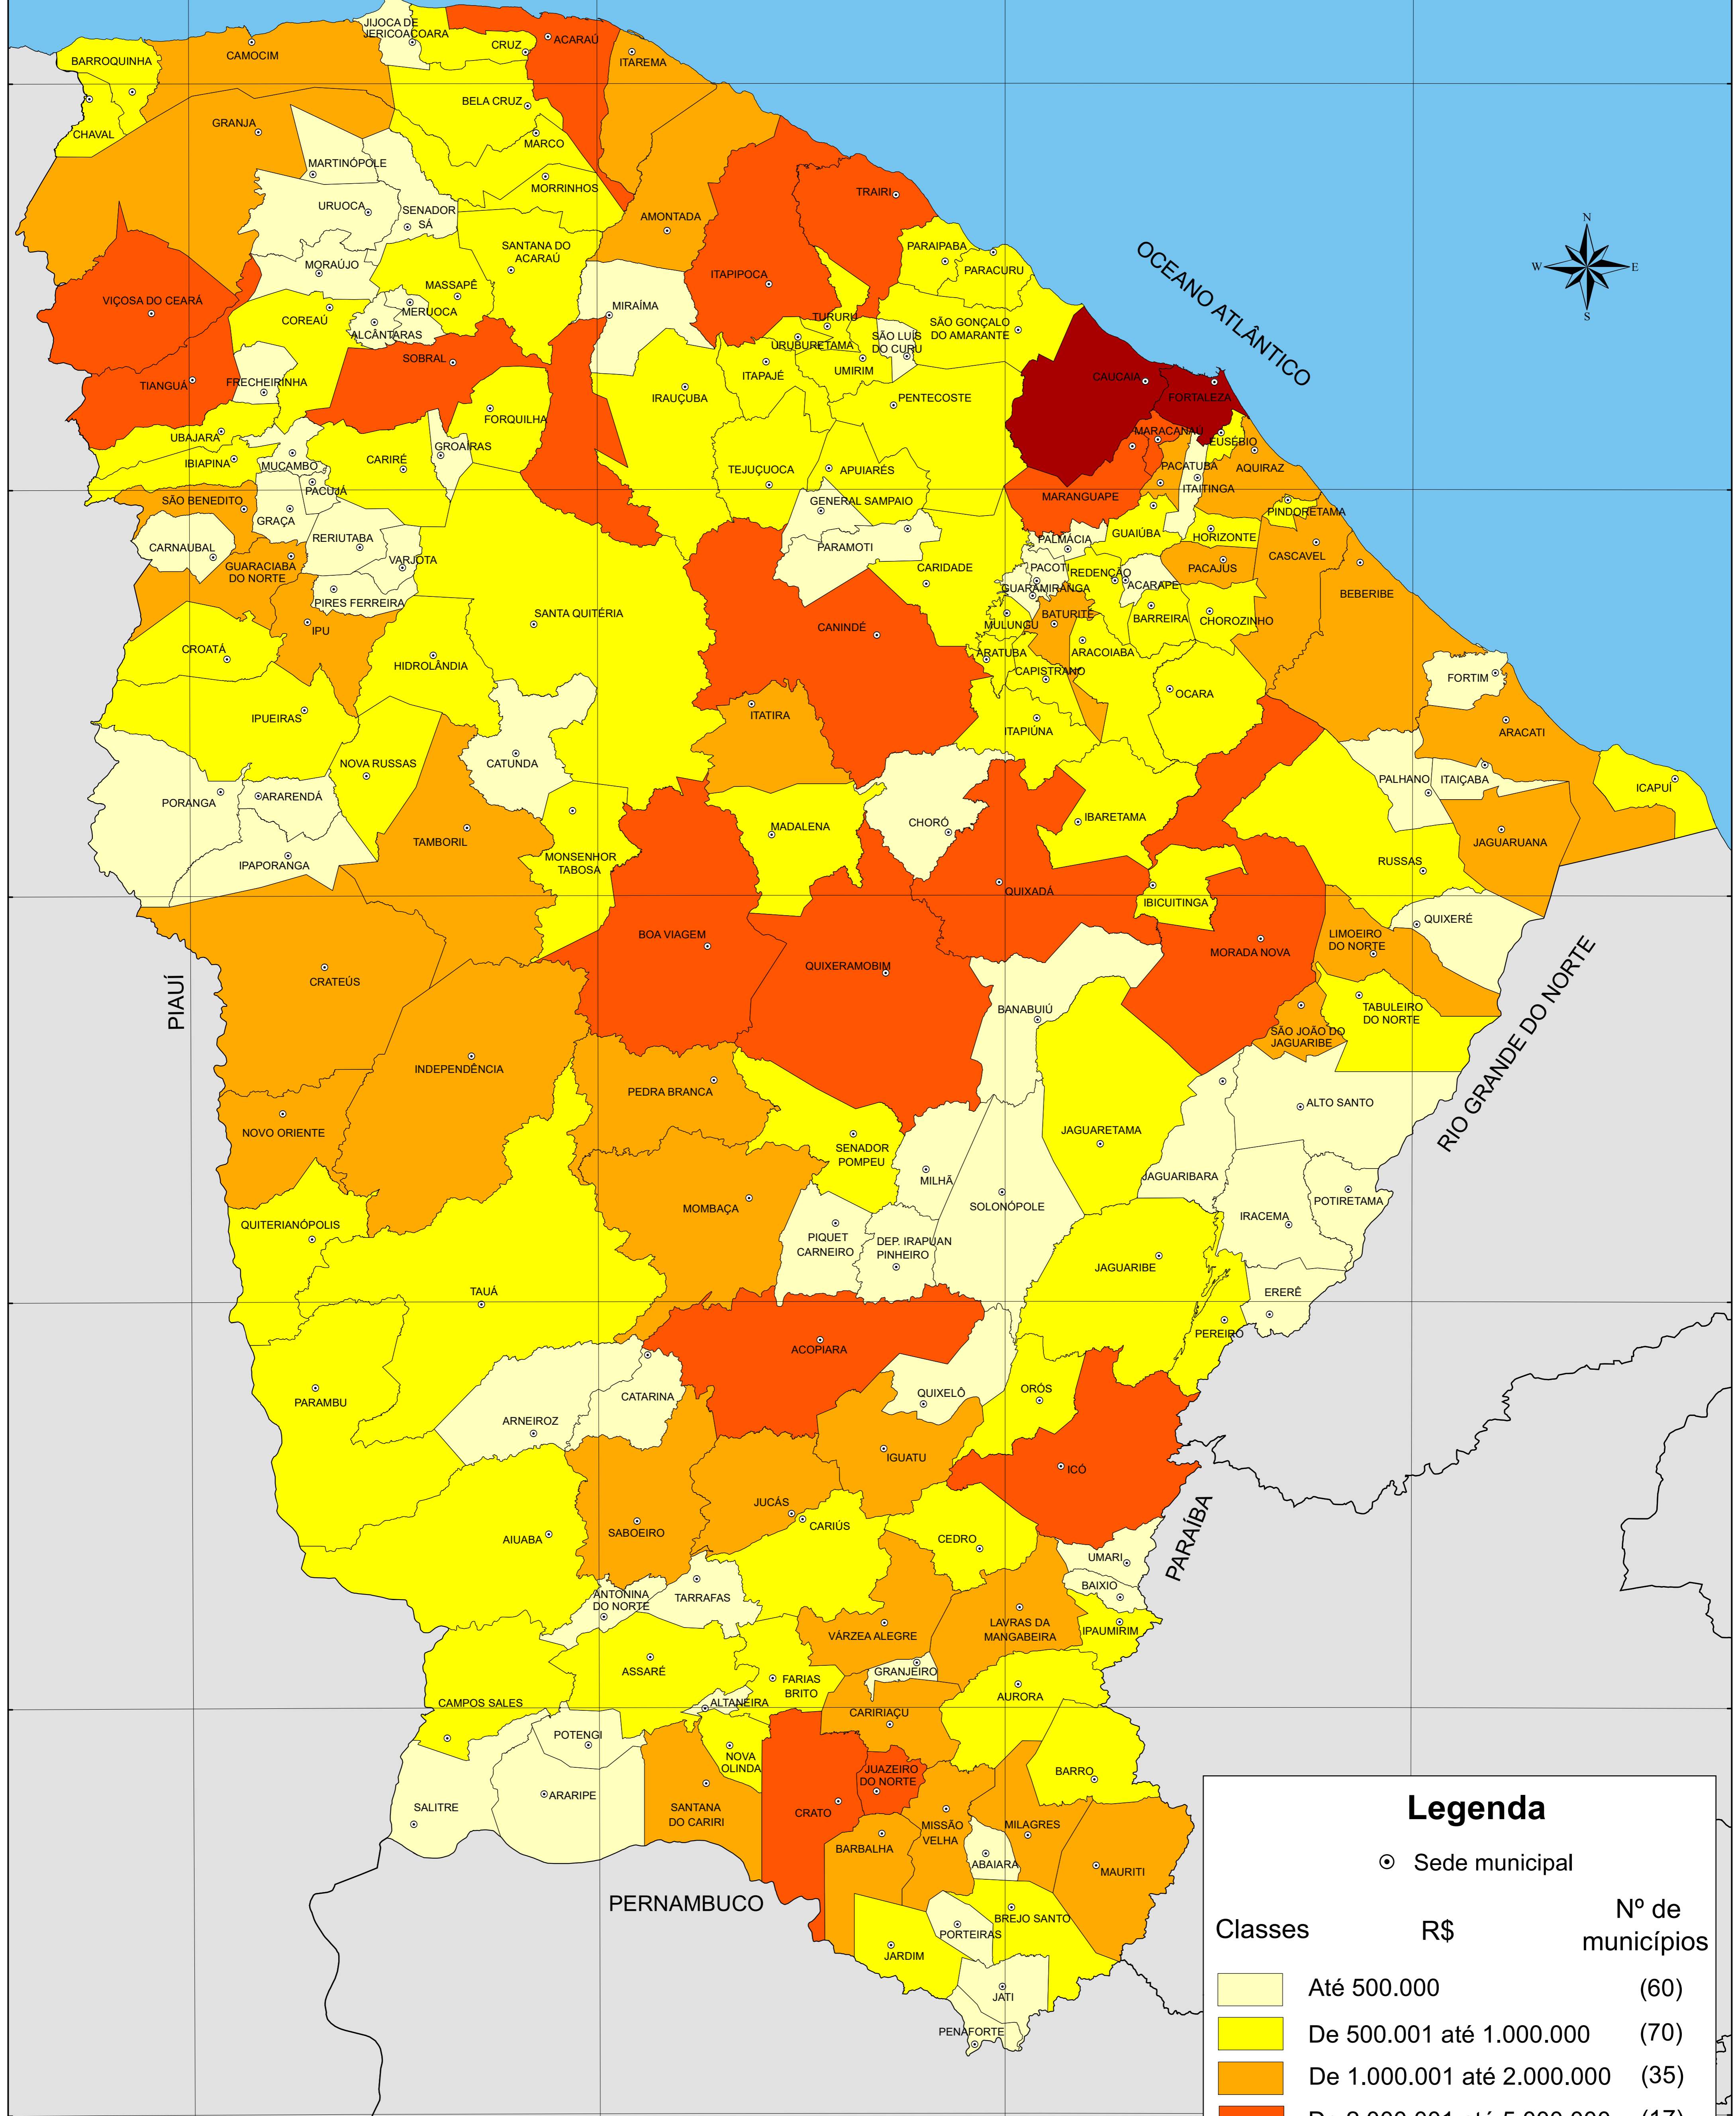 JIJOCA DE
JERICOACOARA
CRUZ
ACARAÚ
ITAREMA
CAMOCIM
BARROQUINHA
CHAVAL
GRANJA
BELA CRUZ
MARCO
MARTINÓPOLE
MORRINHOS
URUOCA
SENADOR
SÁ
AMONTADA
TRAIRI
MORAÚJO
SANTANA DO
ACARAÚ
ITAPIPOCA
PARAIPABA
PARACURU
VIÇOSA DO CEARÁ
MASSAPÊ
MERUOCA
COREAÚ
ALCÂNTARAS
MIRAÍMA
TURURU
URUBURETAMA
SÃO LUÍS
DO CURU
SÃO GONÇALO
DO AMARANTE
UMIRIM
ITAPAJÉ
SOBRAL
TIANGUÁ
FRECHEIRINHA
IRAUÇUBA
PENTECOSTE
CAUCAIA
FORTALEZA
OCEANO ATLÂNTICO
N
W
E
S
FORQUILHA
UBAJARA
IBIAPINA
MUCAMBO
CARIRÉ
GROAÍRAS
PACUJÁ
TEJUÇUOCA
APUIARÉS
MARACANAÚ
EUSÉBIO
PACATUBA
AQUIRAZ
ITAITINGA
MARANGUAPE
SÃO BENEDITO
GRAÇA
GENERAL SAMPAIO
PINDORETAMA
CARNAUBAL
RERIUTABA
VARJOTA
PARAMOTI
PALMÁCIA
GUAIÚBA
HORIZONTE
CASCAVEL
GUARACIABA
DO NORTE
PIRES FERREIRA
CARIDADE
PACOTI
REDENÇÃO
PACAJUS
GUARAMIRANGA
ACARAPE
BEBERIBE
SANTA QUITÉRIA
CANINDÉ
BATURITÉ
MULUNGU
BARREIRA
CHOROZINHO
IPU
CROATÁ
HIDROLÂNDIA
ARATUBA
ARACOIABA
CAPISTRANO
OCARA
FORTIM
IPUEIRAS
ITATIRA
ITAPIÚNA
ARACATI
NOVA RUSSAS
CATUNDA
PORANGA
ARARENDÁ
PALHANO
ITAIÇABA
ICAPUÍ
TAMBORIL
MADALENA
CHORÓ
IBARETAMA
JAGUARUANA
IPAPORANGA
MONSENHOR
TABOSA
RUSSAS
QUIXADÁ
IBICUITINGA
QUIXERÉ
BOA VIAGEM
QUIXERAMOBIM
MORADA NOVA
LIMOEIRO
DO NORTE
CRATEÚS
PIAUÍ
BANABUIÚ
TABULEIRO
DO NORTE
SÃO JOÃO DO
JAGUARIBE
RIO GRANDE DO NORTE
INDEPENDÊNCIA
PEDRA BRANCA
ALTO SANTO
NOVO ORIENTE
SENADOR
POMPEU
JAGUARETAMA
MILHÃ
JAGUARIBARA
POTIRETAMA
QUITERIANÓPOLIS
MOMBAÇA
SOLONÓPOLE
IRACEMA
PIQUET
CARNEIRO
DEP. IRAPUAN
PINHEIRO
JAGUARIBE
TAUÁ
ERERÊ
PEREIRO
ACOPIARA
PARAMBU
CATARINA
QUIXELÔ
ORÓS
ARNEIROZ
IGUATU
ICÓ
JUCÁS
PARAÍBA
AIUABA
SABOEIRO
CARIÚS
CEDRO
UMARI
BAIXIO
ANTONINA
DO NORTE
TARRAFAS
VÁRZEA ALEGRE
LAVRAS DA
MANGABEIRA
IPAUMIRIM
ASSARÉ
FARIAS
BRITO
GRANJEIRO
AURORA
CAMPOS SALES
ALTANEIRA
CARIRIAÇU
POTENGI
NOVA
OLINDA
JUAZEIRO
DO NORTE
BARRO
SALITRE
ARARIPE
SANTANA
DO CARIRI
CRATO
MISSÃO
VELHA
MILAGRES
BARBALHA
ABAIARA
MAURITI
PERNAMBUCO
PORTEIRAS
BREJO SANTO
JARDIM
JATI
PENAFORTE
Legenda
Sede municipal
Classes R$ Nº de
municípios
Até 500.000 (60)
De 500.001 até 1.000.000 (70)
De 1.000.001 até 2.000.000 (35)
De 2.000.001 até 5.000.000 (17)